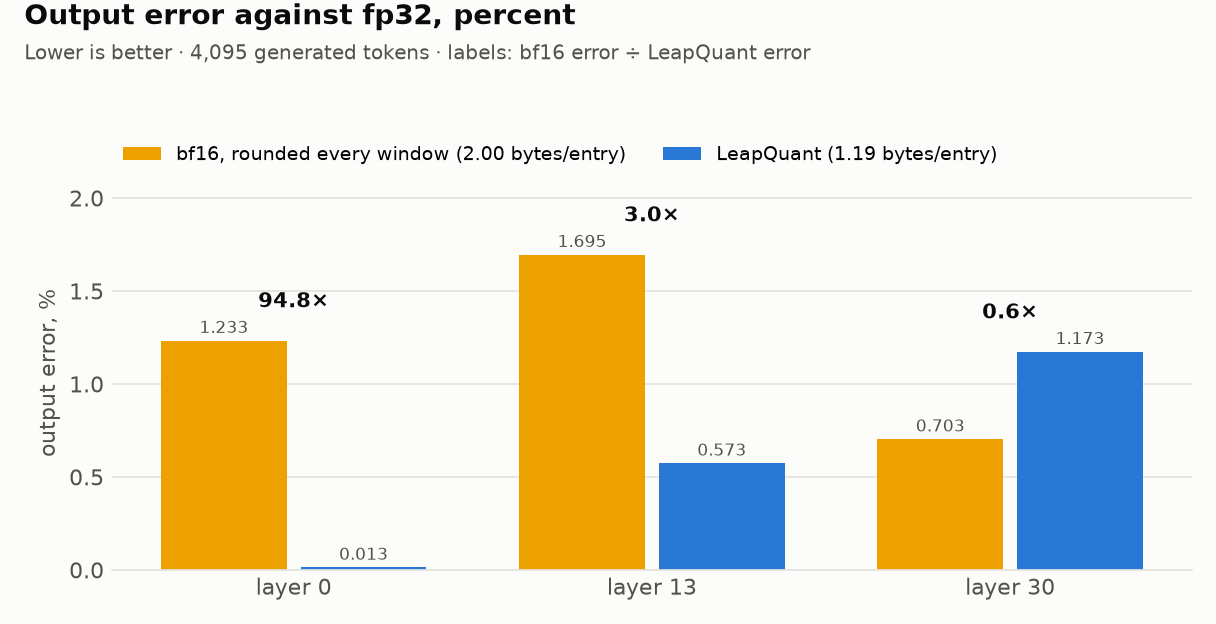 Output error against fp32, percent
Lower is better · 4,095 generated tokens · labels: bf16 error ÷ LeapQuant error
bf16, rounded every window (2.00 bytes/entry)
LeapQuant (1.19 bytes/entry)
output error, %
2.0
1.5
1.0
0.5
0.0
94.8×
1.233
0.013
3.0×
1.695
0.573
0.6×
0.703
1.173
layer 0
layer 13
layer 30